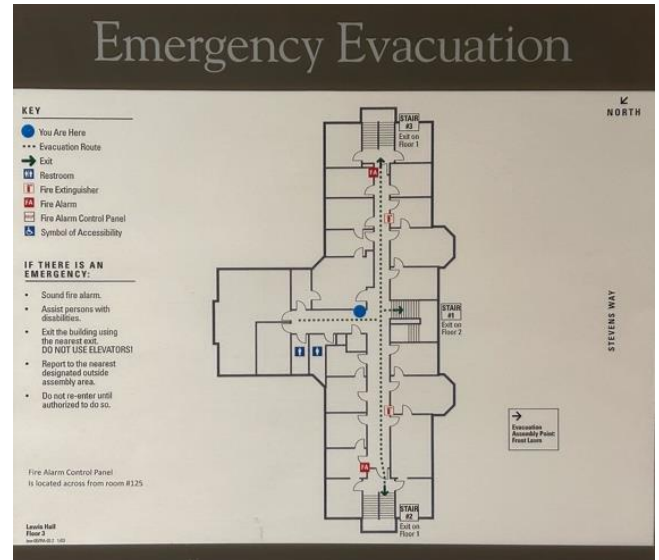 Emergency Evacuation
NORTH
KEY
You Are Here
Evacuation Route
Exit
Restroom
Fire Extinguisher
FA
Fire Alarm
Fire Alarm Control Panel
Symbol of Accessibility
IF THERE IS AN
EMERGENCY:
• Sound fire alarm.
• Assist persons with
disabilities.
• Exit the building using
the nearest exit.
DO NOT USE ELEVATORS!
• Report to the nearest
designated outside
assembly area.
• Do not re-enter until
authorized to do so.
Fire Alarm Control Panel
Is located across from room #125
Lewis Hall
Floor 3
STAIR
#3
Exit on
Floor 1
FA
STAIR
#1
Exit on
Floor 2
FA
STAIR
#2
Exit on
Floor 1
STEVENS WAY
Evacuation
Assembly Point:
Front Lawn